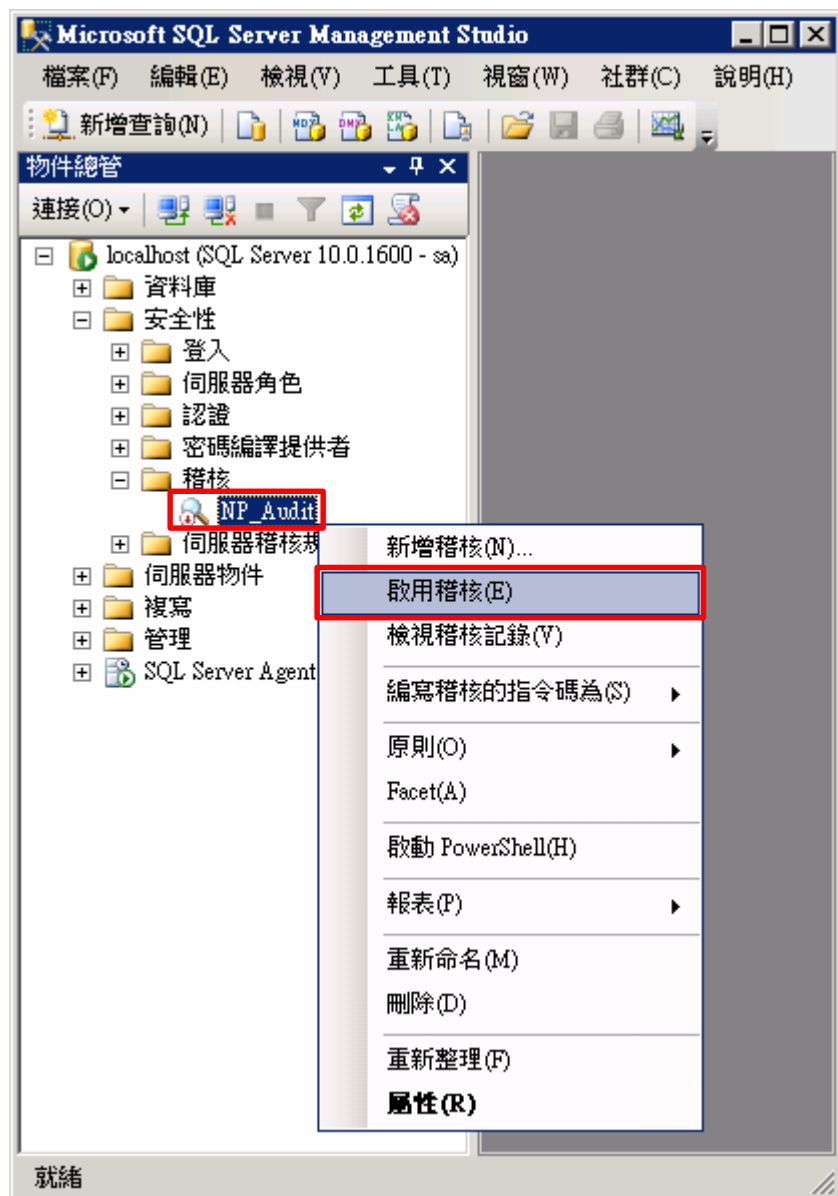 Microsoft SQL Server Management Studio
檔案(F) 編輯(E) 檢視(V) 工具(T) 視窗(W) 社群(C) 說明(H)
新增查詢(N)
物件總管
連接(O)
localhost (SQL Server 10.0.1600 - sa)
資料庫
安全性
登入
伺服器角色
認證
密碼編譯提供者
稽核
NP_Audit
伺服器稽核規
伺服器物件
複寫
管理
SQL Server Agent
新增稽核(N)...
啟用稽核(E)
檢視稽核記錄(V)
編寫稽核的指令碼為(S)
原則(O)
Facet(A)
啟動 PowerShell(H)
報表(P)
重新命名(M)
刪除(D)
重新整理(F)
屬性(R)
就緒